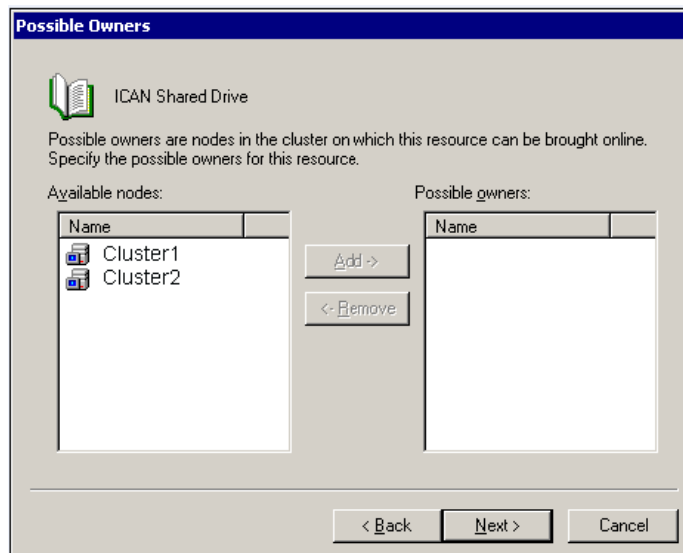 Possible Owners
ICAN Shared Drive
Possible owners are nodes in the cluster on which this resource can be brought online.
Specify the possible owners for this resource.
Available nodes:
Possible owners:
Name
Name
Cluster1
Cluster2
Add ->
<- Remove
< Back
Next >
Cancel